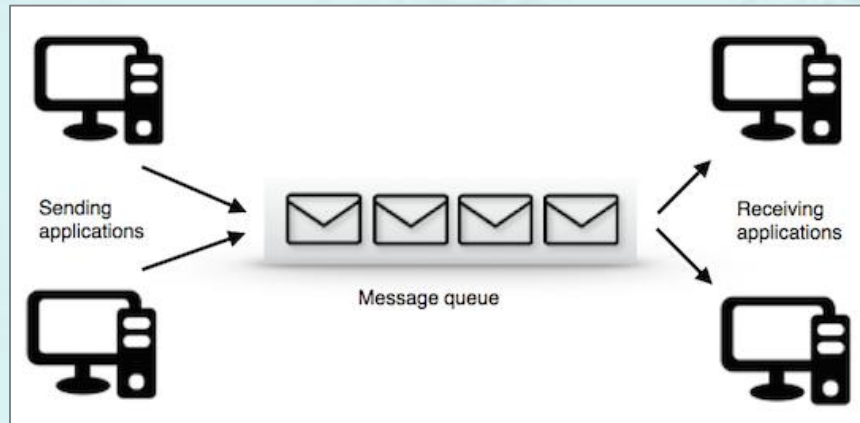 Sending
applications
Message queue
Receiving
applications